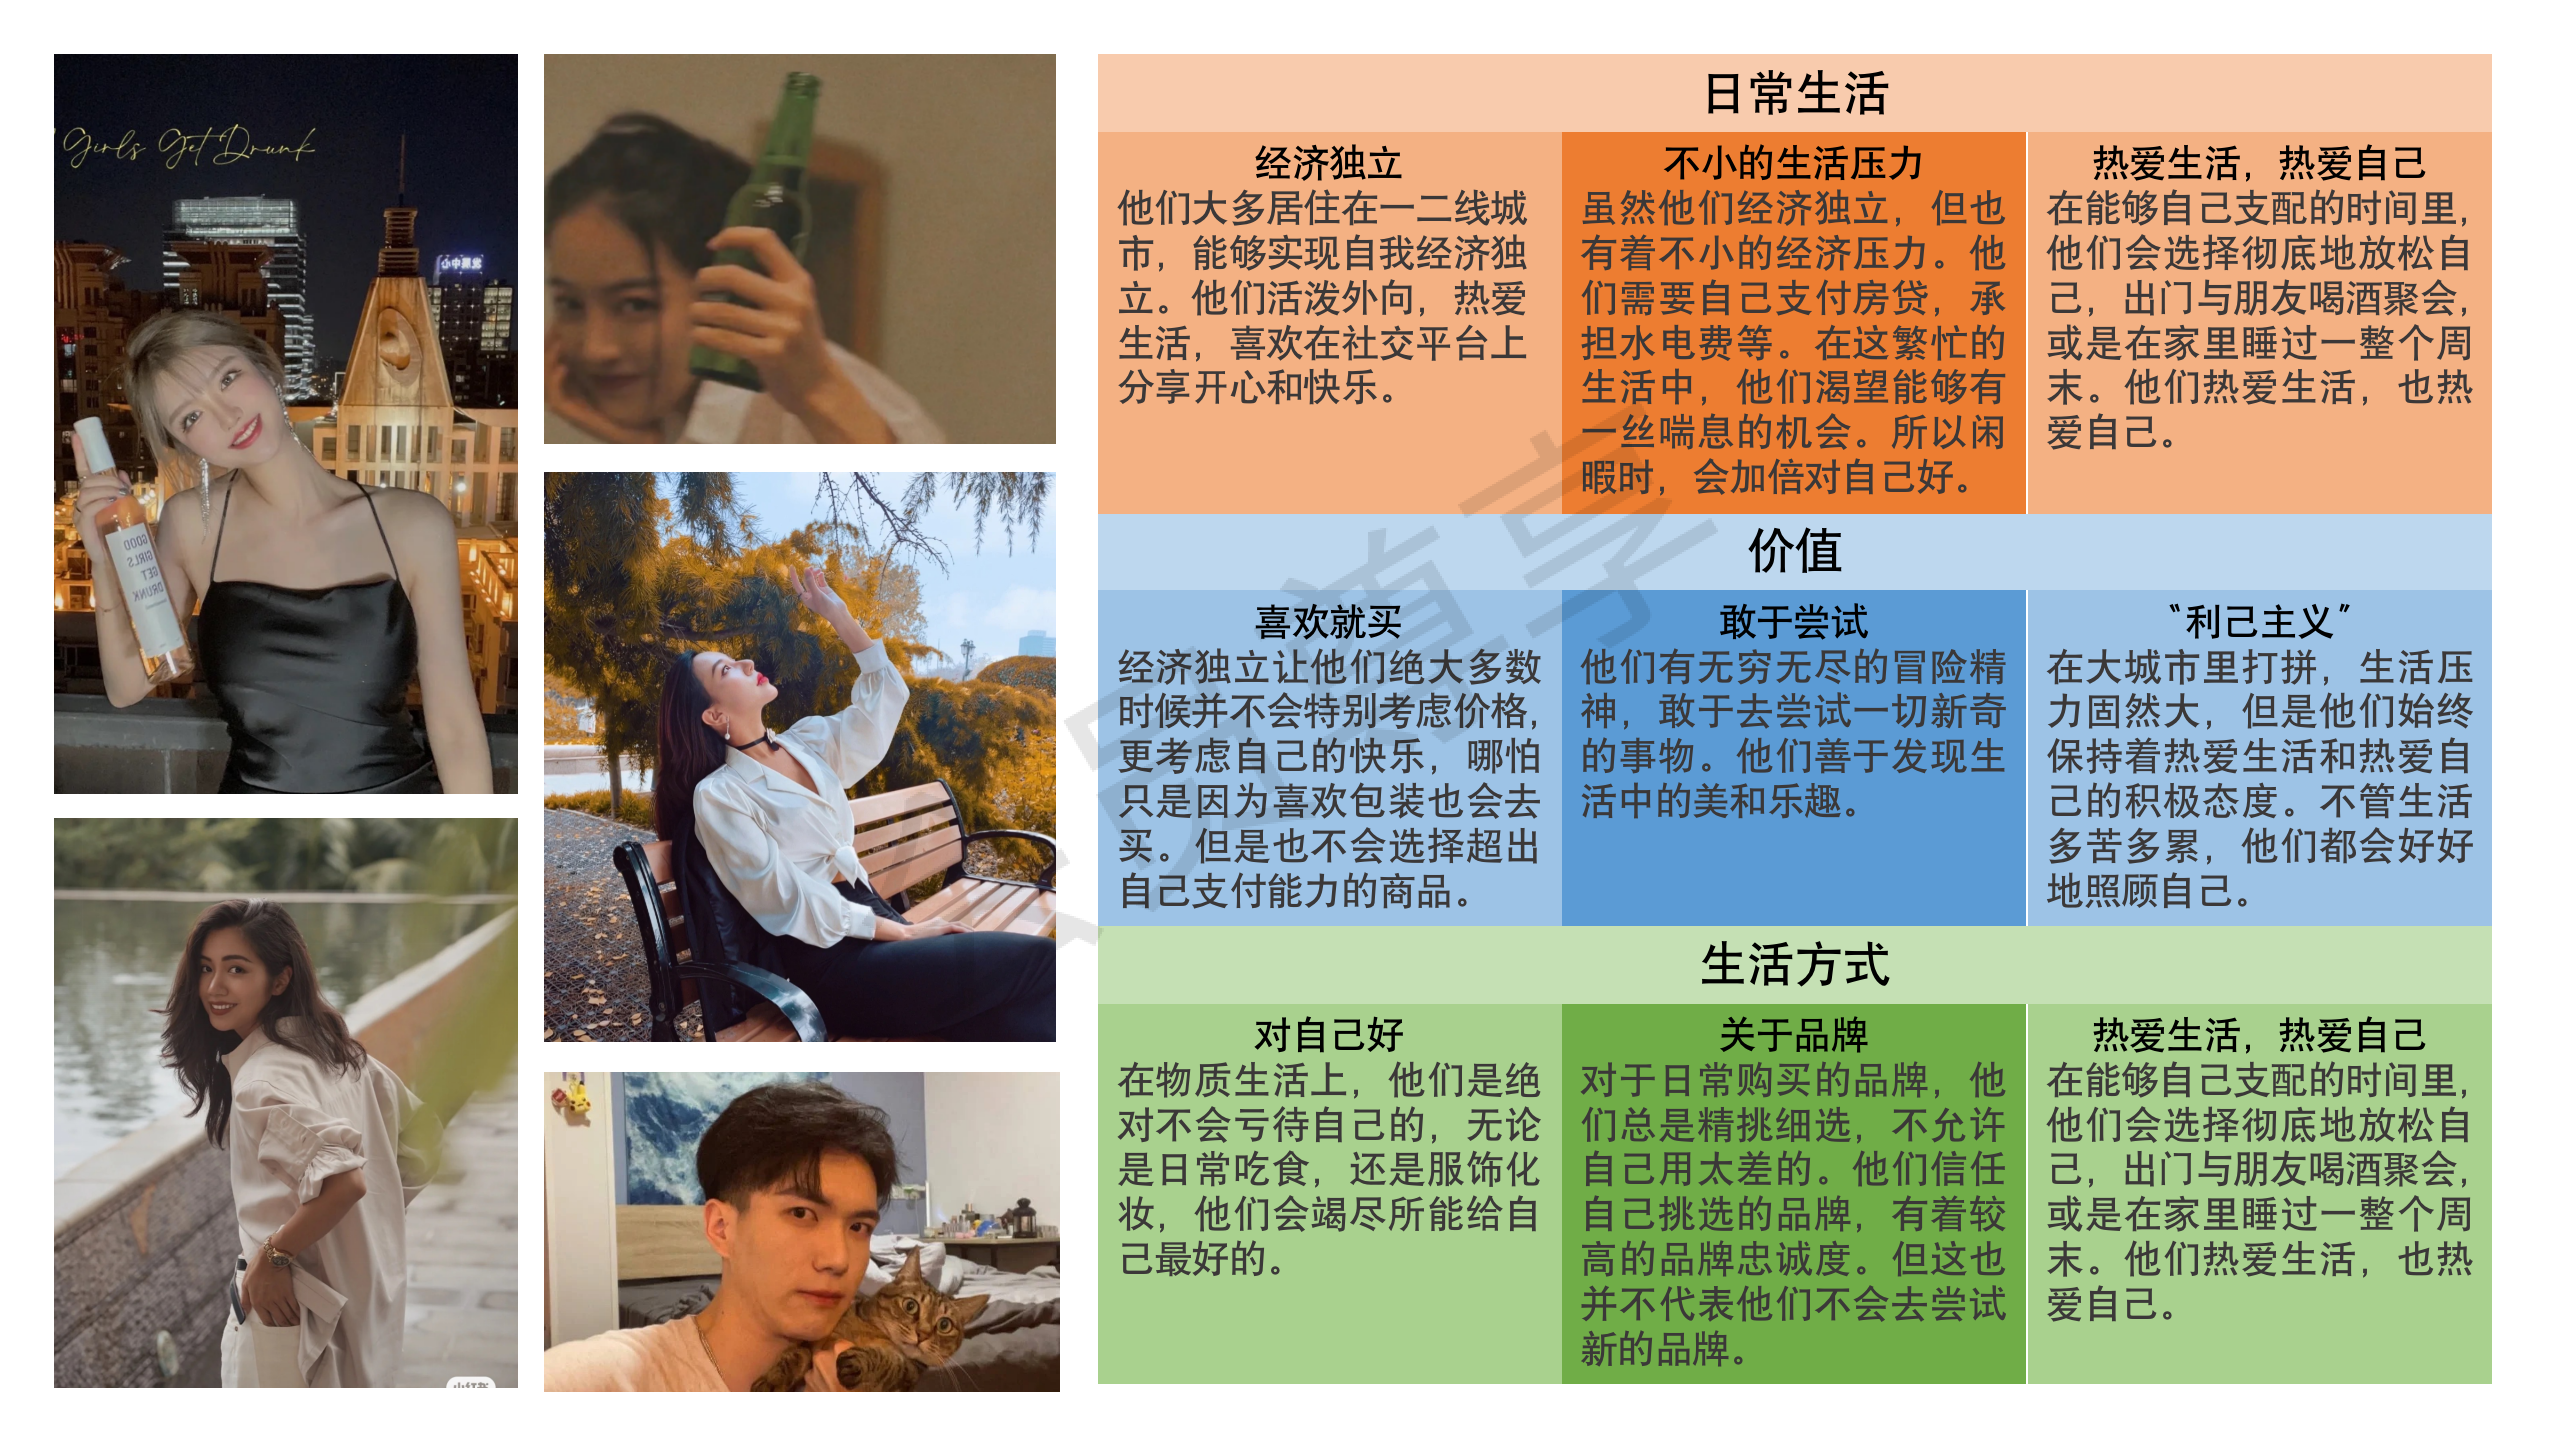 Girls Get Drunk
GOOD
GIRLS
GET
DRUNK
日常生活
经济独立
他们大多居住在一二线城
市，能够实现自我经济独
立。他们活泼外向，热爱
生活，喜欢在社交平台上
分享开心和快乐。
不小的生活压力
虽然他们经济独立，但也
有着不小的经济压力。他
们需要自己支付房贷，承
担水电费等。在这繁忙的
生活中，他们渴望能够有
一丝喘息的机会。所以闲
暇时，会加倍对自己好。
热爱生活，热爱自己
在能够自己支配的时间里，
他们会选择彻底地放松自
己，出门与朋友喝酒聚会，
或是在家里睡过一整个周
末。他们热爱生活，也热
爱自己。
价值
喜欢就买
经济独立让他们绝大多数
时候并不会特别考虑价格，
更考虑自己的快乐，哪怕
只是因为喜欢包装也会去
买。但是也不会选择超出
自己支付能力的商品。
敢于尝试
他们有无穷无尽的冒险精
神，敢于去尝试一切新奇
的事物。他们善于发现生
活中的美和乐趣。
“利己主义”
在大城市里打拼，生活压
力固然大，但是他们始终
保持着热爱生活和热爱自
己的积极态度。不管生活
多苦多累，他们都会好好
地照顾自己。
生活方式
对自己好
在物质生活上，他们是绝
对不会亏待自己的，无论
是日常吃食，还是服饰化
妆，他们会竭尽所能给自
己最好的。
关于品牌
对于日常购买的品牌，他
们总是精挑细选，不允许
自己用太差的。他们信任
自己挑选的品牌，有着较
高的品牌忠诚度。但这也
并不代表他们不会去尝试
新的品牌。
热爱生活，热爱自己
在能够自己支配的时间里，
他们会选择彻底地放松自
己，出门与朋友喝酒聚会，
或是在家里睡过一整个周
末。他们热爱生活，也热
爱自己。
员尊享